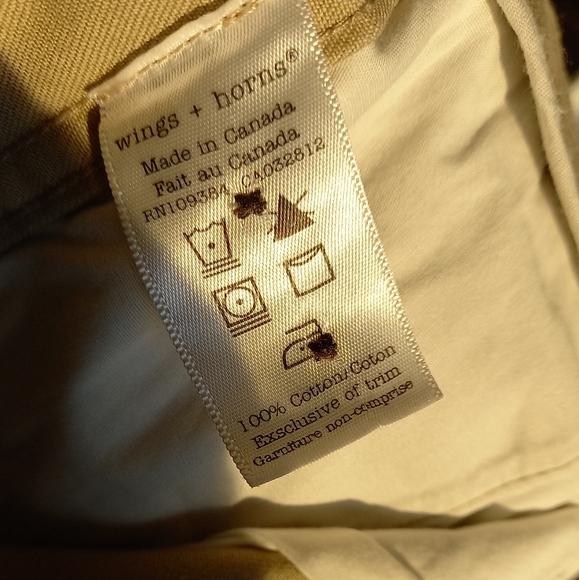 wings + horns®
Made in Canada
Fait au Canada
RN109384 CA032812
100% Cotton/Coton
Exsclusive of trim
Garniture non-comprise